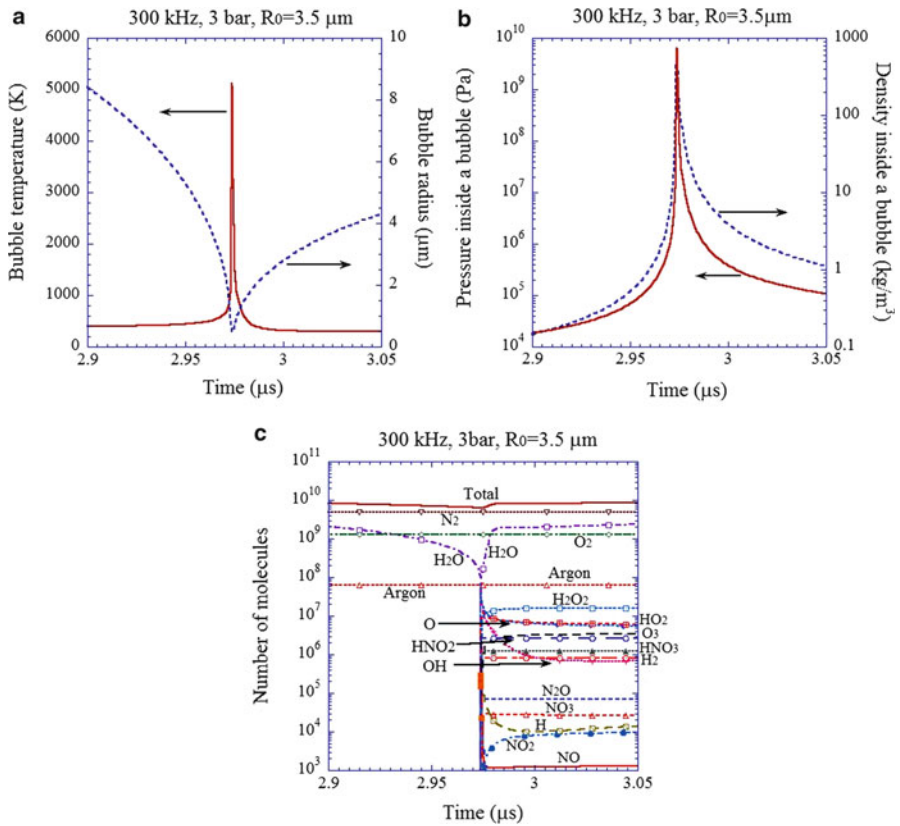 a
300 kHz, 3 bar, R0=3.5 μm
6000
5000
4000
3000
2000
1000
0
10
8
6
4
2
0
Bubble temperature (K)
Bubble radius (μm)
2.9
2.95
3
3.05
Time (μs)
b
300 kHz, 3 bar, R0=3.5μm
10^10
10^9
10^8
10^7
10^6
10^5
10^4
1000
100
10
1
0.1
Pressure inside a bubble (Pa)
Density inside a bubble (kg/m^3)
2.9
2.95
3
3.05
Time (μs)
c
300 kHz, 3bar, R0=3.5 μm
10^11
10^10
10^9
10^8
10^7
10^6
10^5
10^4
10^3
Number of molecules
Total
N2
O2
H2O
H2O
Argon
Argon
H2O2
O
HO2
O3
HNO2
HNO3
OH
H2
N2O
NO3
H
NO2
NO
2.9
2.95
3
3.05
Time (μs)